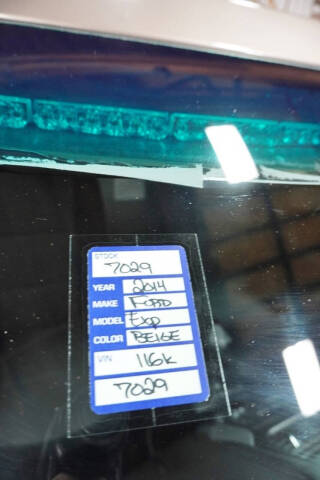 STOCK
7029
YEAR 2014
MAKE FORD
MODEL Exp
COLOR BEIGE
VIN 116K
7029